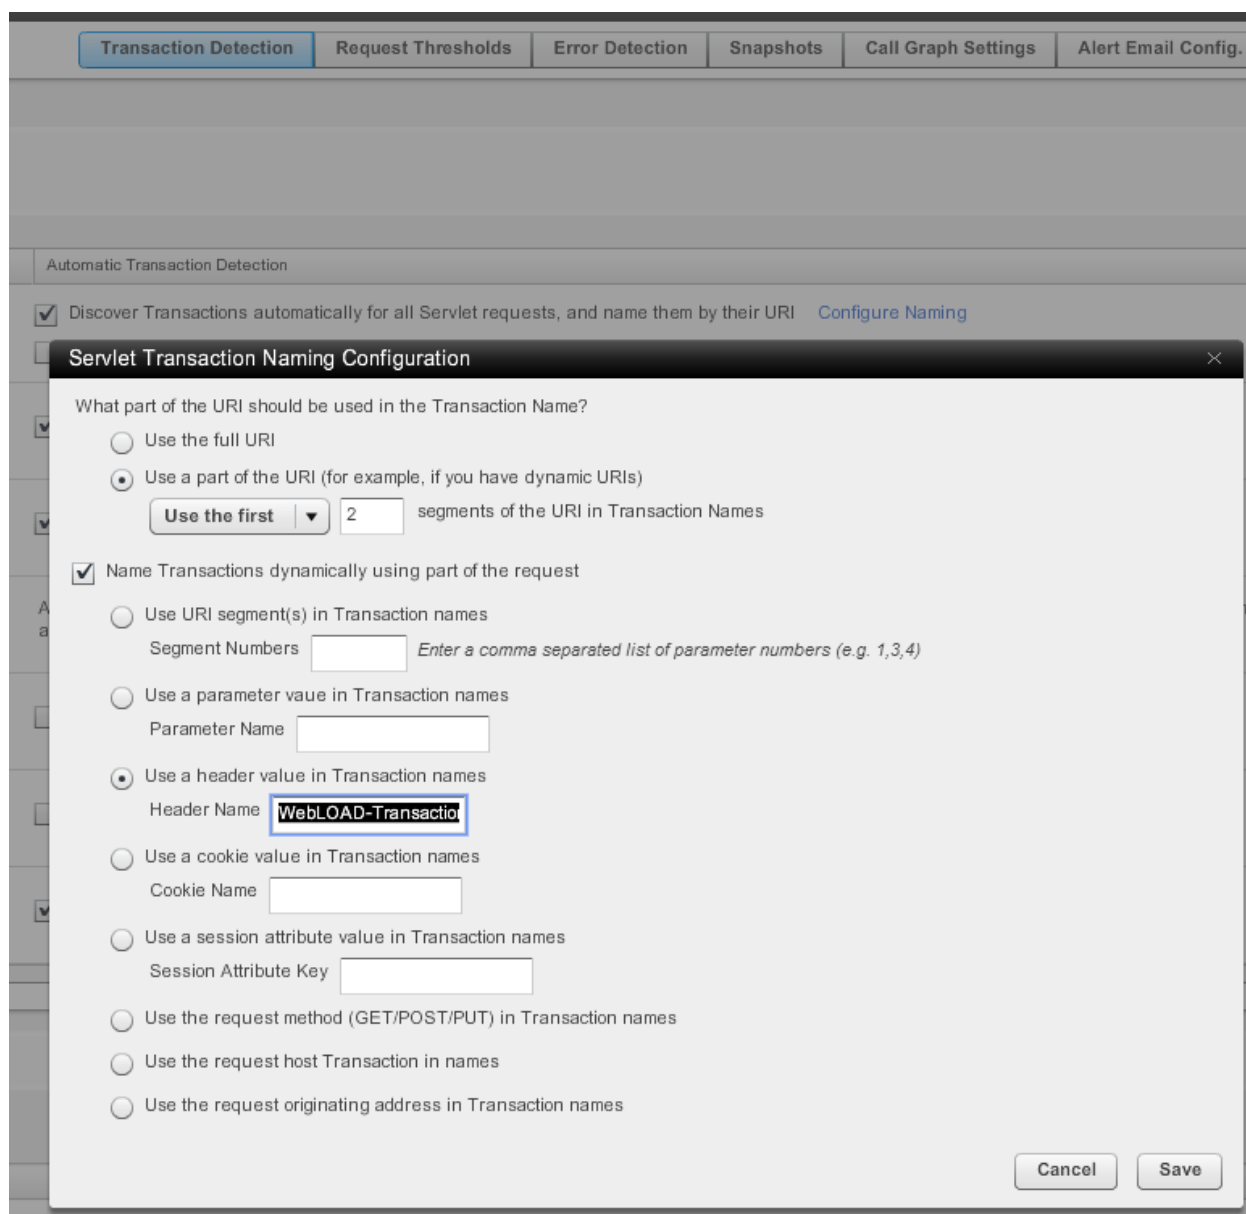 Transaction Detection Request Thresholds Error Detection Snapshots Call Graph Settings Alert Email Config.
Automatic Transaction Detection
Discover Transactions automatically for all Servlet requests, and name them by their URI Configure Naming
Servlet Transaction Naming Configuration
What part of the URI should be used in the Transaction Name?
Use the full URI
Use a part of the URI (for example, if you have dynamic URIs)
Use the first 2 segments of the URI in Transaction Names
Name Transactions dynamically using part of the request
A
Use URI segment(s) in Transaction names
a
Segment Numbers Enter a comma separated list of parameter numbers (e.g. 1,3,4)
Use a parameter vaue in Transaction names
Parameter Name
Use a header value in Transaction names
Header Name WebLOAD-Transaction
Use a cookie value in Transaction names
Cookie Name
Use a session attribute value in Transaction names
Session Attribute Key
Use the request method (GET/POST/PUT) in Transaction names
Use the request host Transaction in names
Use the request originating address in Transaction names
Cancel Save